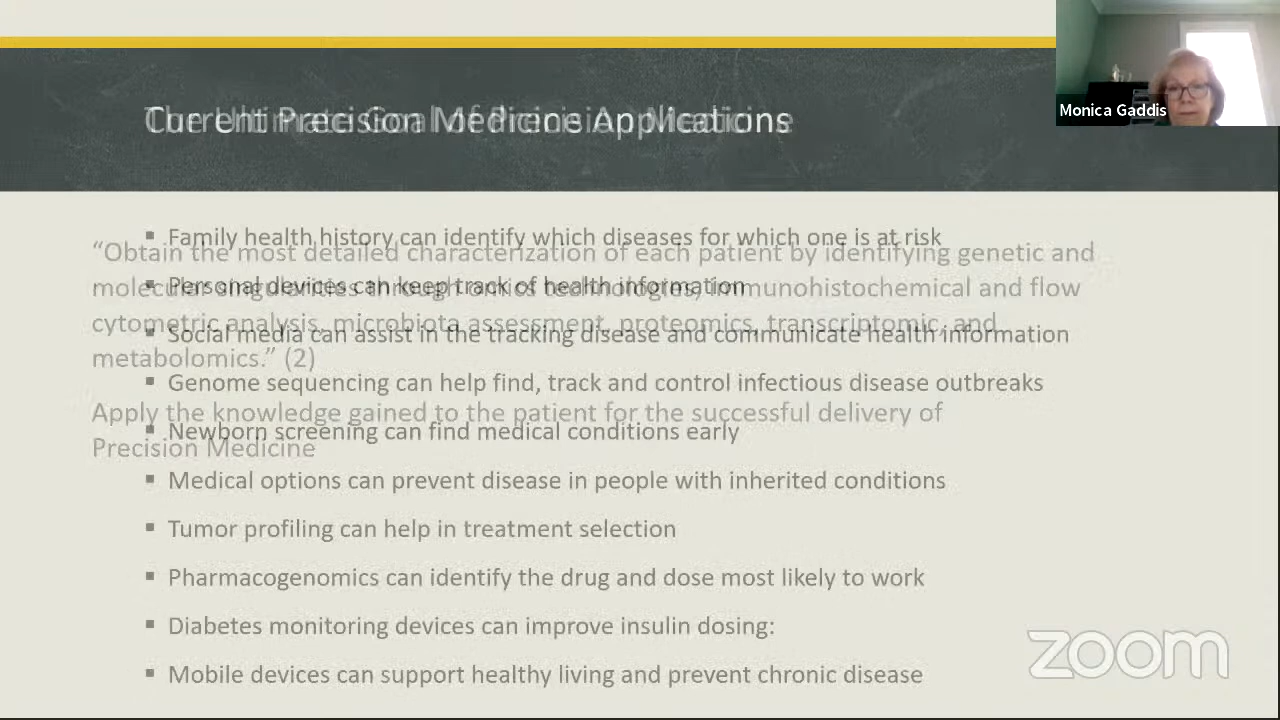 Monica Gaddis
The Ultimate Goal of Precision Medicine
Current Precision Medicine Applications
“Obtain the most detailed characterization of each patient by identifying genetic and
molecular singularities through omics technologies, immunohistochemical and flow
cytometric analysis, microbiota assessment, proteomics, transcriptomic, and
metabolomics.” (2)
Apply the knowledge gained to the patient for the successful delivery of
Precision Medicine
▪ Family health history can identify which diseases for which one is at risk
▪ Personal devices can keep track of health information
▪ Social media can assist in the tracking disease and communicate health information
▪ Genome sequencing can help find, track and control infectious disease outbreaks
▪ Newborn screening can find medical conditions early
▪ Medical options can prevent disease in people with inherited conditions
▪ Tumor profiling can help in treatment selection
▪ Pharmacogenomics can identify the drug and dose most likely to work
▪ Diabetes monitoring devices can improve insulin dosing:
▪ Mobile devices can support healthy living and prevent chronic disease
zoom